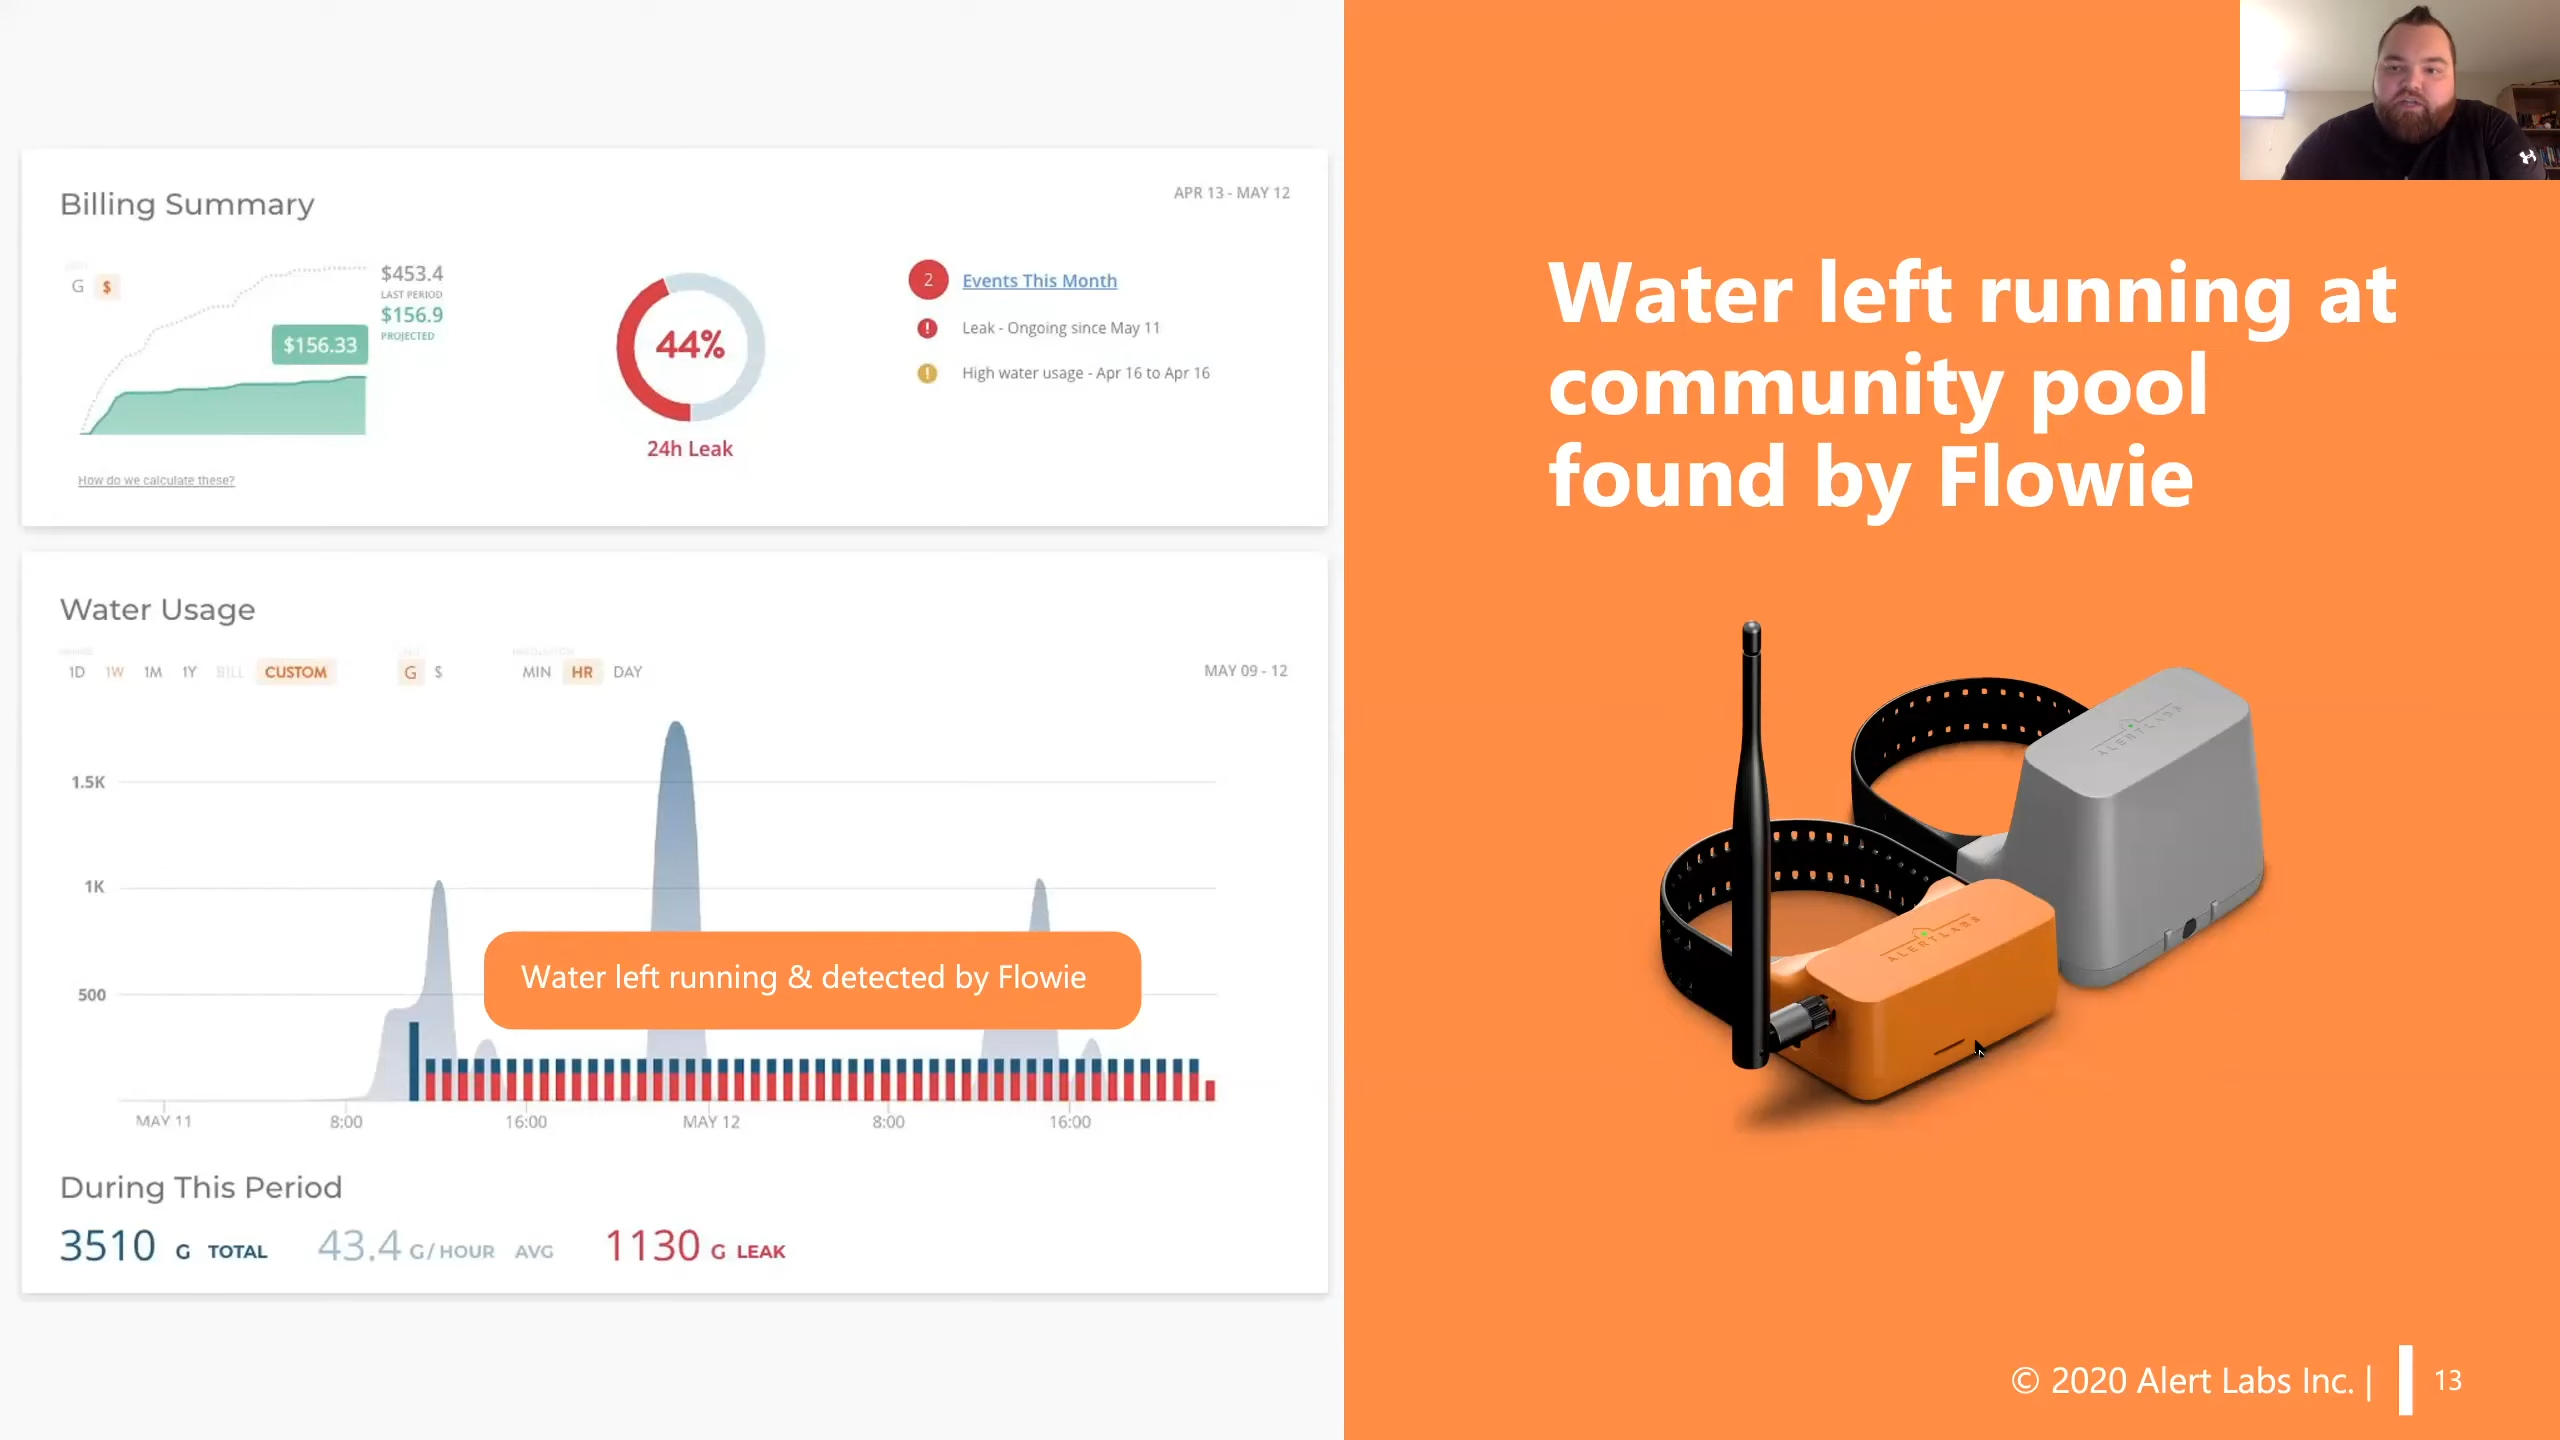 Billing Summary
APR 13 - MAY 12
G $
$453.4
LAST PERIOD
$156.9
PROJECTED
$156.33
How do we calculate these?
44%
24h Leak
2 Events This Month
! Leak - Ongoing since May 11
! High water usage - Apr 16 to Apr 16
Water Usage
1D 1W 1M 1Y BILL CUSTOM G $ MIN HR DAY
MAY 09 - 12
1.5K
1K
500
Water left running & detected by Flowie
MAY 11 8:00 16:00 MAY 12 8:00 16:00
During This Period
3510 G TOTAL 43.4 G/HOUR AVG 1130 G LEAK
Water left running at
community pool
found by Flowie
ALERTLABS
ALERTLABS
© 2020 Alert Labs Inc. | 13